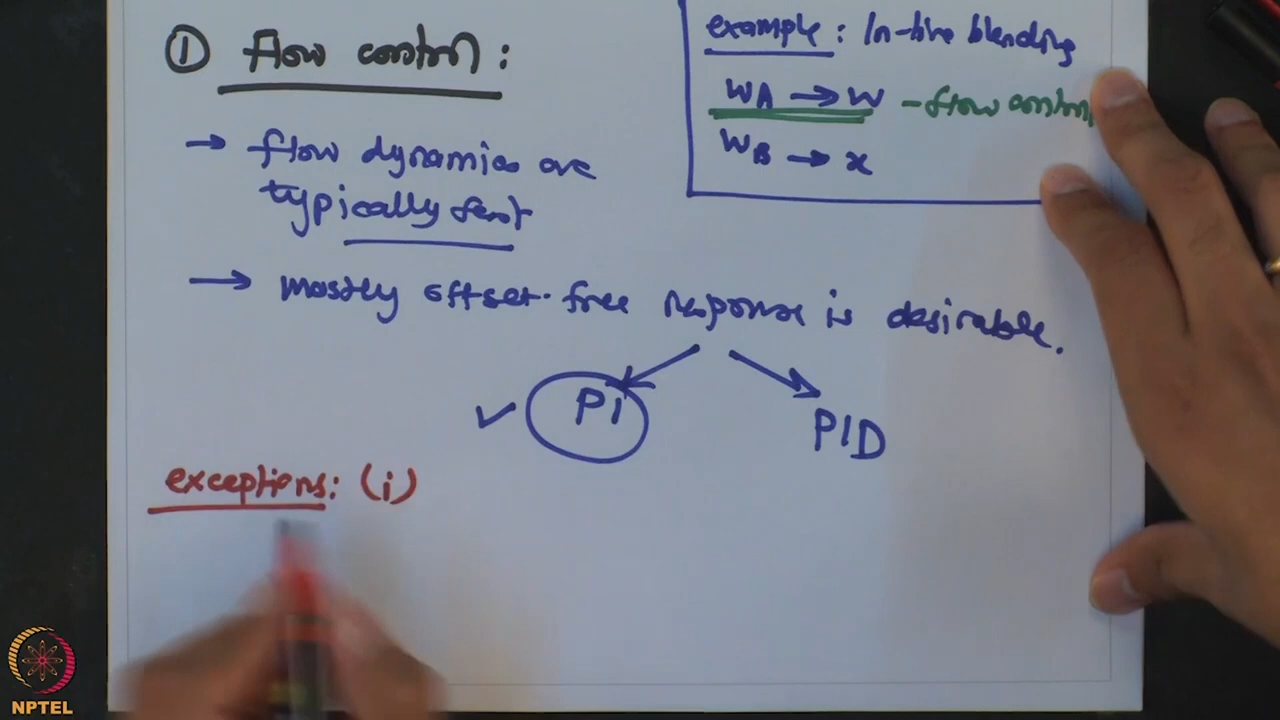 ① Flow control:
→ flow dynamics are
typically fast
→ mostly offset-free response is desirable.
✓ PI
PID
exceptions: (i)
example: In-line blending
WA → W - flow control
WB → x
NPTEL